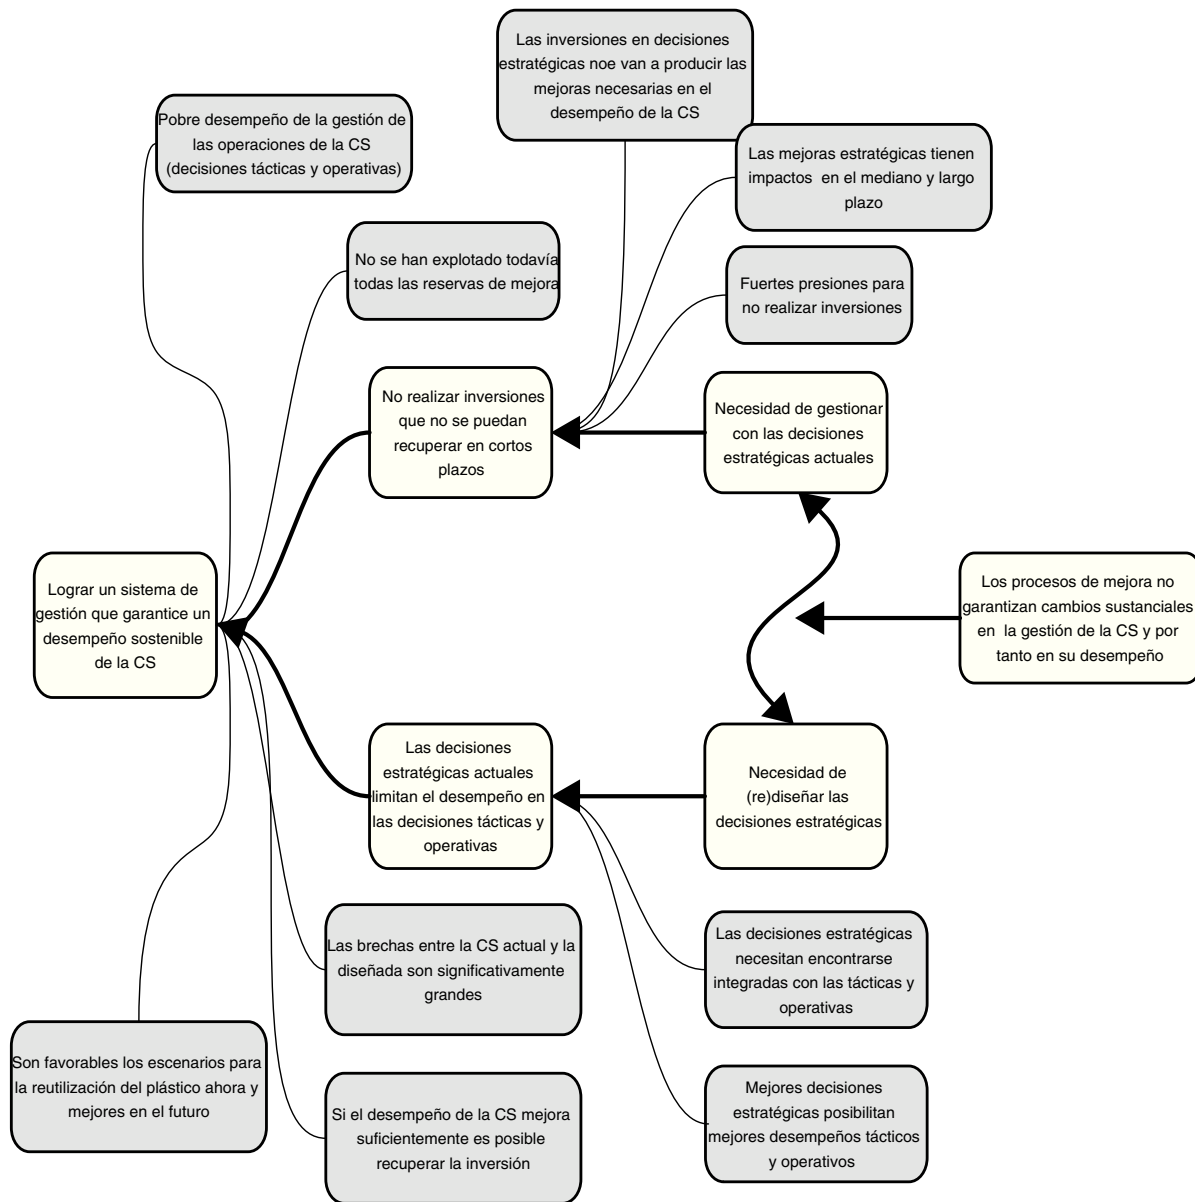 Las inversiones en decisiones
estratégicas noe van a producir las
mejoras necesarias en el
desempeño de la CS
Pobre desempeño de la gestión de
las operaciones de la CS
(decisiones tácticas y operativas)
Las mejoras estratégicas tienen
impactos  en el mediano y largo
plazo
No se han explotado todavía
todas las reservas de mejora
Fuertes presiones para
no realizar inversiones
No realizar inversiones
que no se puedan
recuperar en cortos
plazos
Necesidad de gestionar
con las decisiones
estratégicas actuales
Lograr un sistema de
gestión que garantice un
desempeño sostenible
de la CS
Los procesos de mejora no
garantizan cambios sustanciales
en  la gestión de la CS y por
tanto en su desempeño
Las decisiones
estratégicas actuales
limitan el desempeño en
las decisiones tácticas y
operativas
Necesidad de
(re)diseñar las
decisiones estratégicas
Las brechas entre la CS actual y la
diseñada son significativamente
grandes
Las decisiones estratégicas
necesitan encontrarse
integradas con las tácticas y
operativas
Son favorables los escenarios para
la reutilización del plástico ahora y
mejores en el futuro
Si el desempeño de la CS mejora
suficientemente es posible
recuperar la inversión
Mejores decisiones
estratégicas posibilitan
mejores desempeños tácticos
y operativos